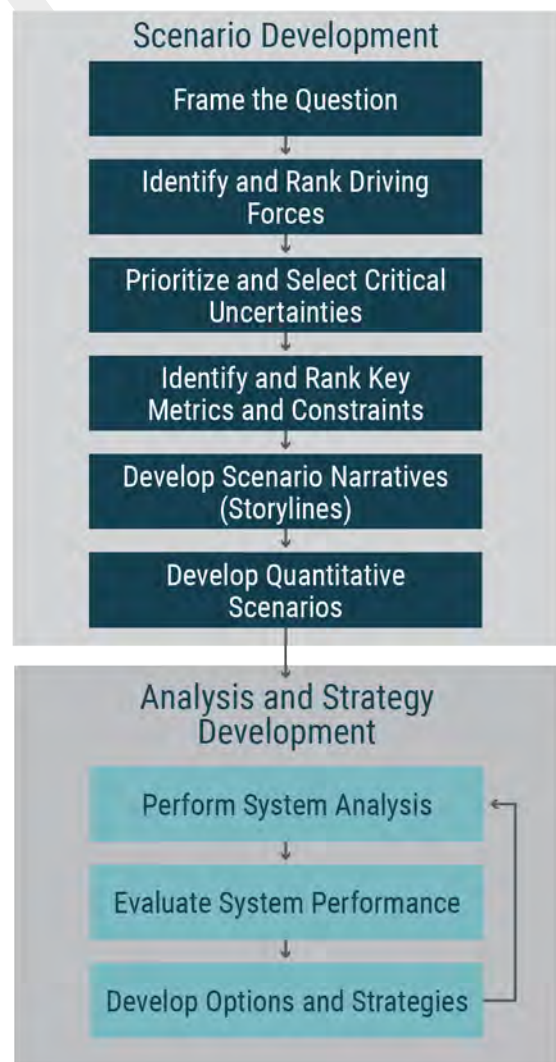 Scenario Development
Frame the Question
Identify and Rank Driving
Forces
Prioritize and Select Critical
Uncertainties
Identify and Rank Key
Metrics and Constraints
Develop Scenario Narratives
(Storylines)
Develop Quantitative
Scenarios
Analysis and Strategy
Development
Perform System Analysis
Evaluate System Performance
Develop Options and Strategies